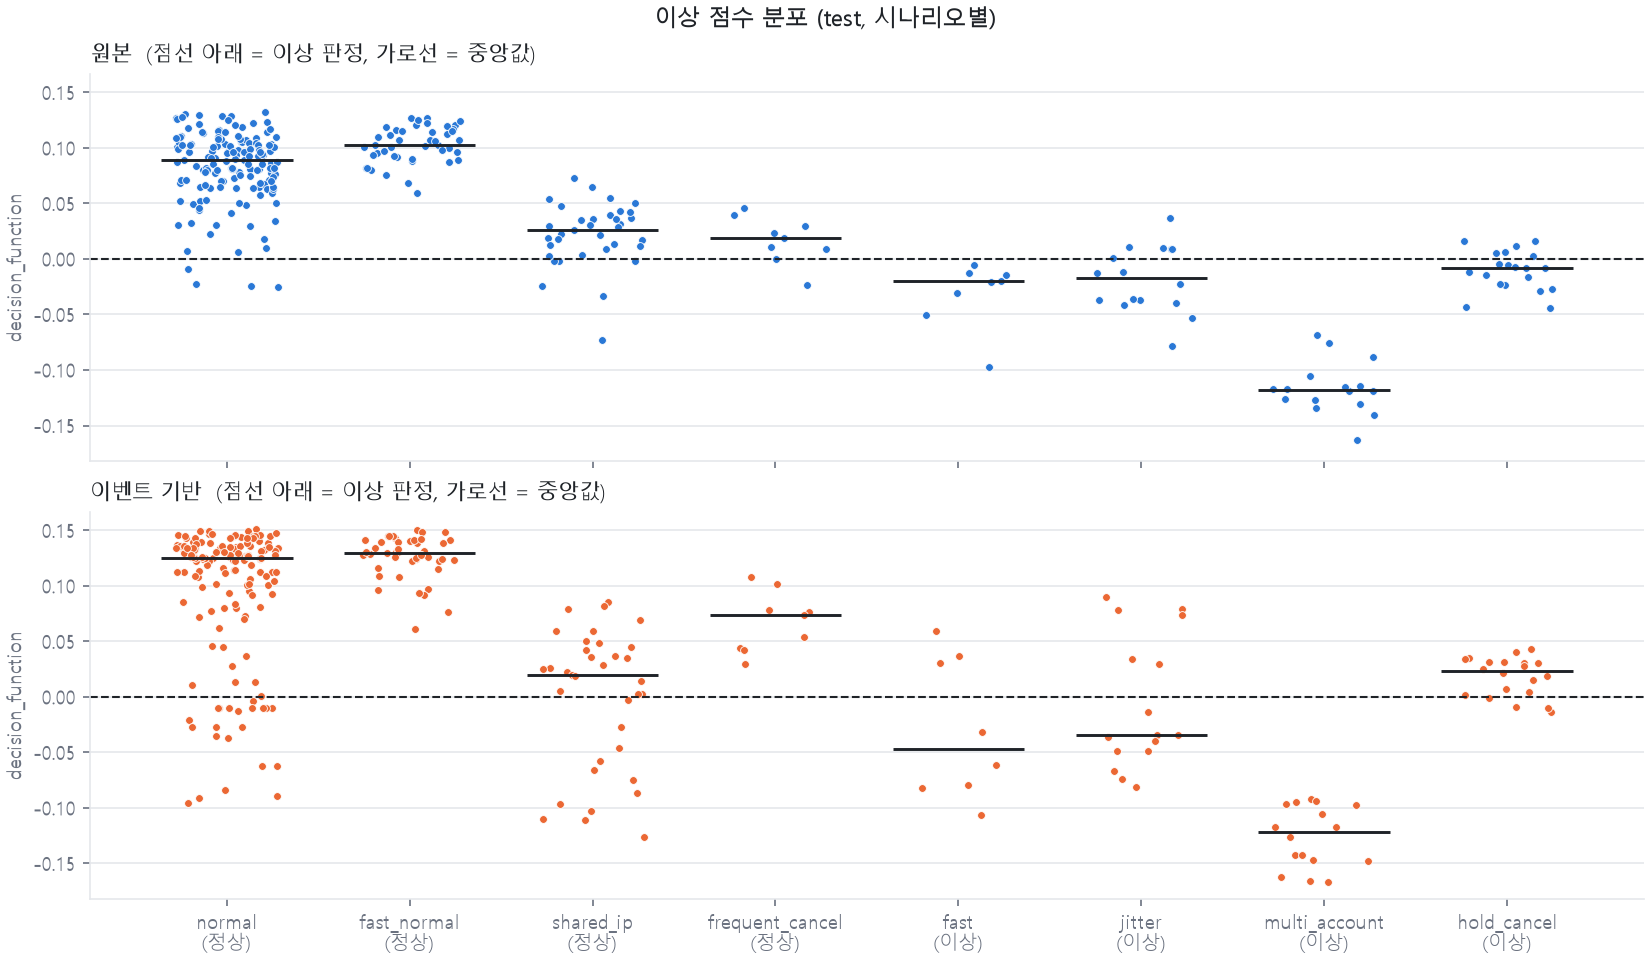 이상 점수 분포 (test, 시나리오별)
원본 (점선 아래 = 이상 판정, 가로선 = 중앙값)
decision_function
0.15
0.10
0.05
0.00
-0.05
-0.10
-0.15
이벤트 기반 (점선 아래 = 이상 판정, 가로선 = 중앙값)
decision_function
0.15
0.10
0.05
0.00
-0.05
-0.10
-0.15
normal
(정상)
fast_normal
(정상)
shared_ip
(정상)
frequent_cancel
(정상)
fast
(이상)
jitter
(이상)
multi_account
(이상)
hold_cancel
(이상)